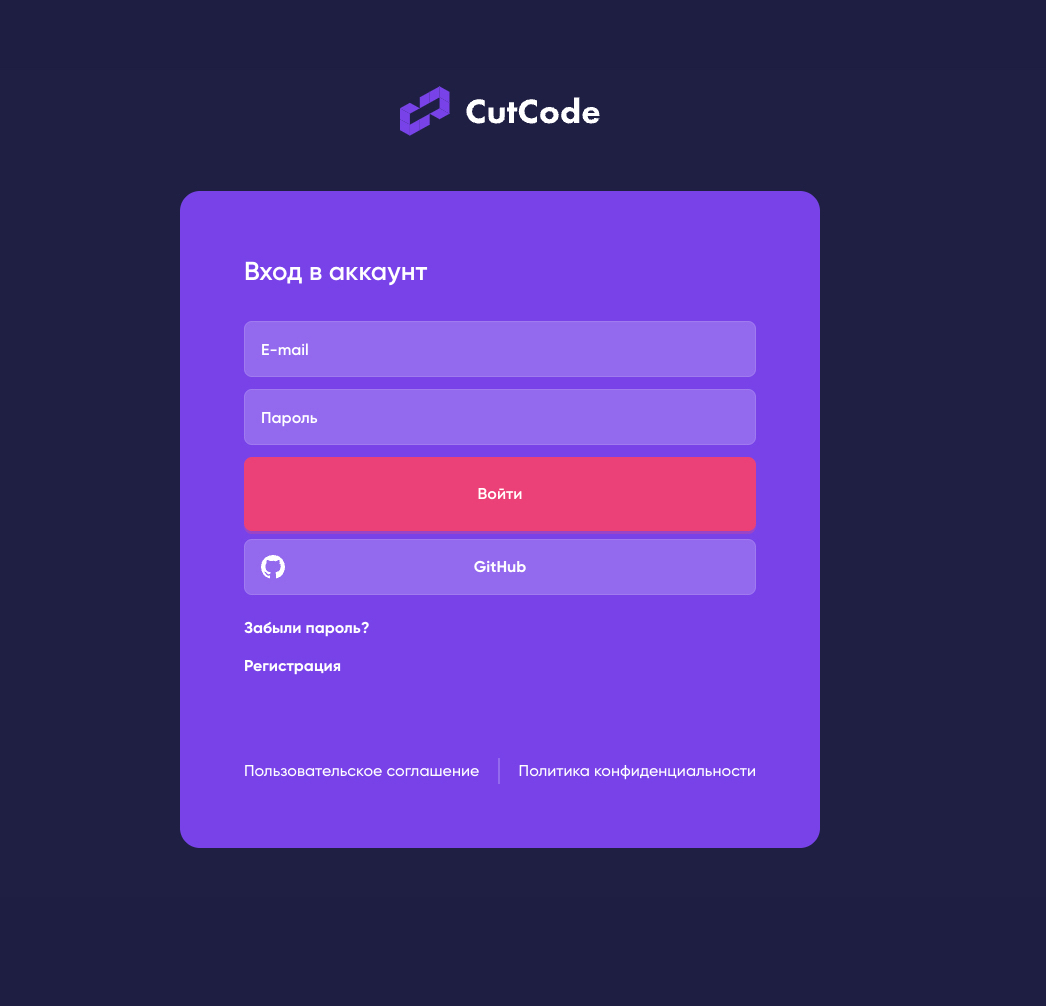 CutCode
Вход в аккаунт
E-mail
Пароль
Войти
GitHub
Забыли пароль?
Регистрация
Пользовательское соглашение
Политика конфиденциальности